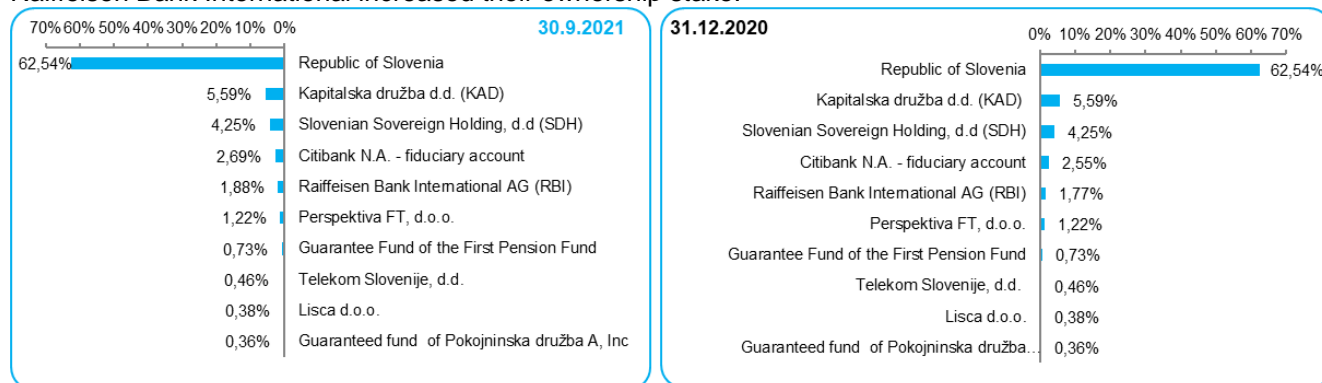 Raiffeisen Bank International increased their ownership stake.
30.9.2021
70% 60% 50% 40% 30% 20% 10% 0%
62,54% Republic of Slovenia
5,59% Kapitalska družba d.d. (KAD)
4,25% Slovenian Sovereign Holding, d.d (SDH)
2,69% Citibank N.A. - fiduciary account
1,88% Raiffeisen Bank International AG (RBI)
1,22% Perspektiva FT, d.o.o.
0,73% Guarantee Fund of the First Pension Fund
0,46% Telekom Slovenije, d.d.
0,38% Lisca d.o.o.
0,36% Guaranteed fund of Pokojninska družba A, Inc
31.12.2020
0% 10% 20% 30% 40% 50% 60% 70%
Republic of Slovenia 62,54%
Kapitalska družba d.d. (KAD) 5,59%
Slovenian Sovereign Holding, d.d (SDH) 4,25%
Citibank N.A. - fiduciary account 2,55%
Raiffeisen Bank International AG (RBI) 1,77%
Perspektiva FT, d.o.o. 1,22%
Guarantee Fund of the First Pension Fund 0,73%
Telekom Slovenije, d.d. 0,46%
Lisca d.o.o. 0,38%
Guaranteed fund of Pokojninska družba... 0,36%